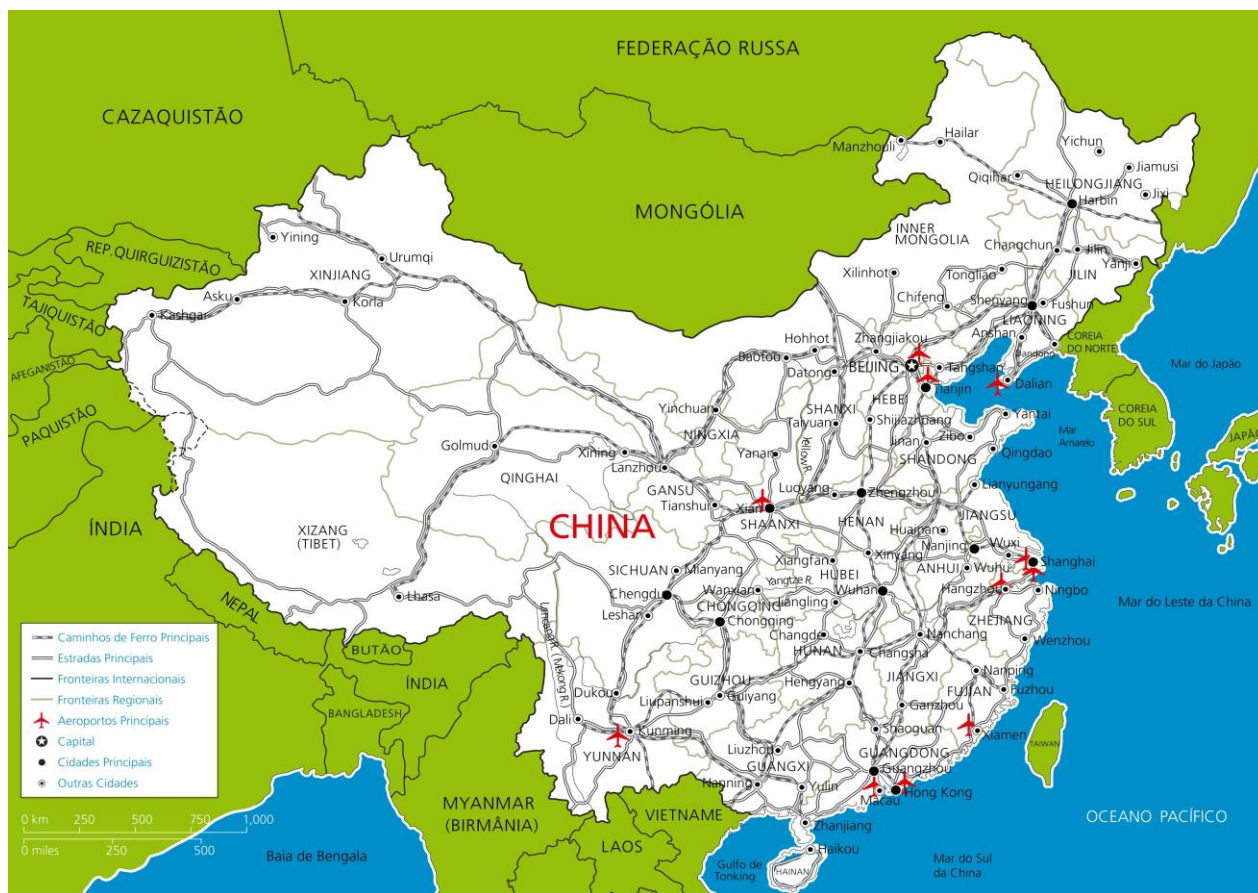 FEDERAÇÃO RUSSA
CAZAQUISTÃO
MONGÓLIA
Manzhouli
Hailar
Yichun
Jiamusi
Qiqihar
HEILONGJIANG
Jixi
Harbin
INNER
MONGOLIA
Changchun
Jilin
JILIN
Yanji
Xilinhot
Tongliao
Chifeng
Shenyang
Fushun
LIAONING
Anshan
Dandong
COREIA
DO NORTE
Mar do Japão
Yining
REP.QUIRGUIZISTÃO
XINJIANG
Urumqi
Asku
Korla
TAJIQUISTÃO
Kashgar
AFEGANISTÃO
PAQUISTÃO
Hohhot
Zhangjiakou
Baotou
Datong
BEIJING
Tangshan
Tianjin
Dalian
HEBEI
Yinchuan
SHANXI
Shijiazhuang
Yantai
COREIA
DO SUL
JAPÃO
Mar
Amarelo
NINGXIA
Taiyuan
Golmud
Xining
Lanzhou
Yanan
Yellow R.
Jinan
Zibo
SHANDONG
Qingdao
QINGHAI
GANSU
Tianshui
Luoyang
Zhengzhou
Lianyungang
Xian
SHAANXI
HENAN
JIANGSU
Huainan
CHINA
ÍNDIA
XIZANG
(TIBET)
Nanjing
Wuxi
Shanghai
Xiangfan
Xinyang
ANHUI
Wuhu
SICHUAN
Mianyang
HUBEI
Wanxian
Yangtze R.
Wuhan
Hangzhou
Ningbo
Chengdu
Lhasa
CHONGQING
Jiangling
Mar do Leste da China
NEPAL
Leshan
Chongqing
ZHEJIANG
Lantsang R.
(Mekong R.)
Changde
Nanchang
Wenzhou
BUTÃO
HUNAN
Changsha
ÍNDIA
JIANGXI
Nanping
Dukou
GUIZHOU
Liupanshui
Guiyang
Hengyang
FUJIAN
Fuzhou
BANGLADESH
Ganzhou
Dali
Kunming
Shaoguan
Xiamen
TAIWAN
YUNNAN
Liuzhou
GUANGXI
GUANGDONG
Guangzhou
Nanning
Yulin
Macau
Hong Kong
MYANMAR
(BIRMÂNIA)
VIETNAME
Zhanjiang
OCEANO PACÍFICO
LAOS
Haikou
Baia de Bengala
Gulfo de
Tonking
HAINAN
Mar do Sul
da China
Caminhos de Ferro Principais
Estradas Principais
Fronteiras Internacionais
Fronteiras Regionais
Aeroportos Principais
Capital
Cidades Principais
Outras Cidades
0 km 250 500 750 1,000
0 miles 250 500